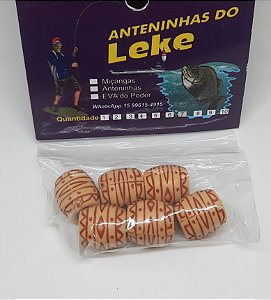 ANTENINHAS DO
Leke
Miçangas
Anteninhas
EVA do Poder
WhatsApp 15 99615-4915
Quantidade 1 2 3 4 5 6 7 8 9 10